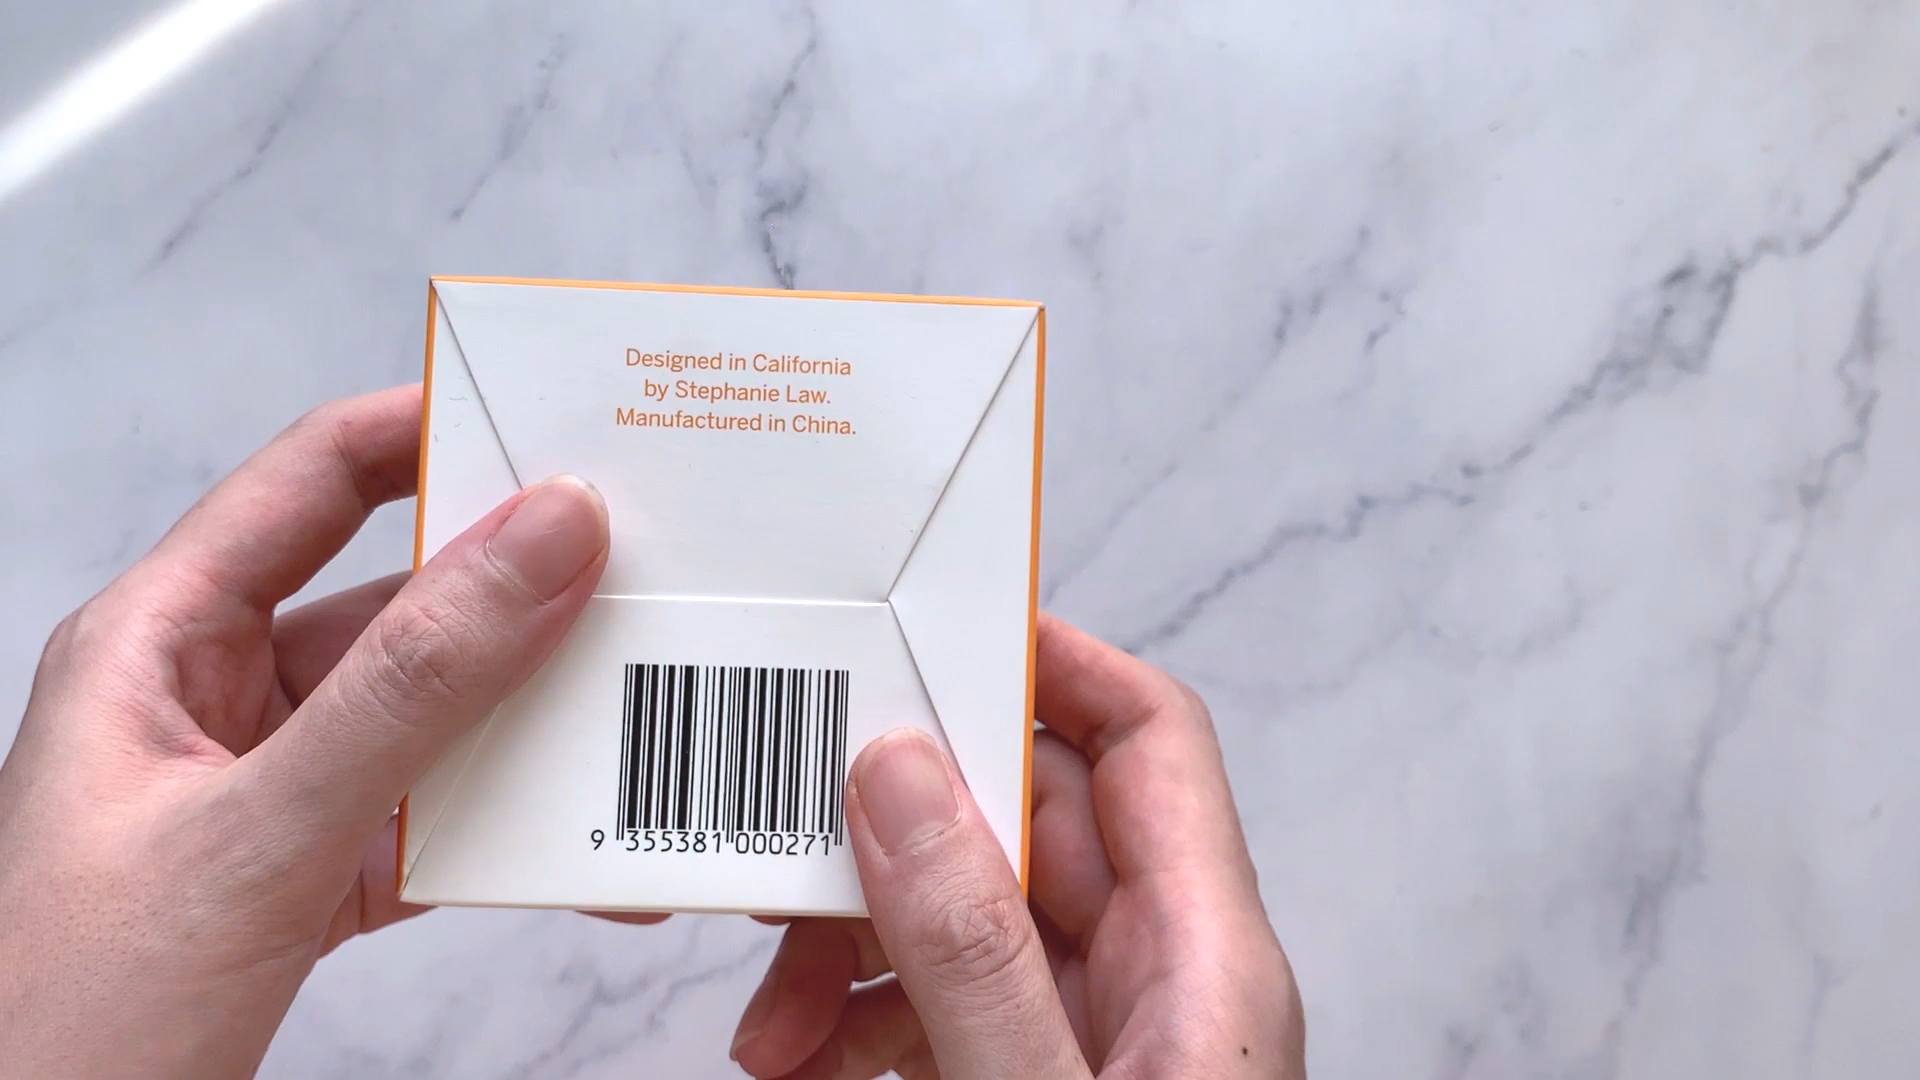 Designed in California
by Stephanie Law.
Manufactured in China.
9 355381 000271